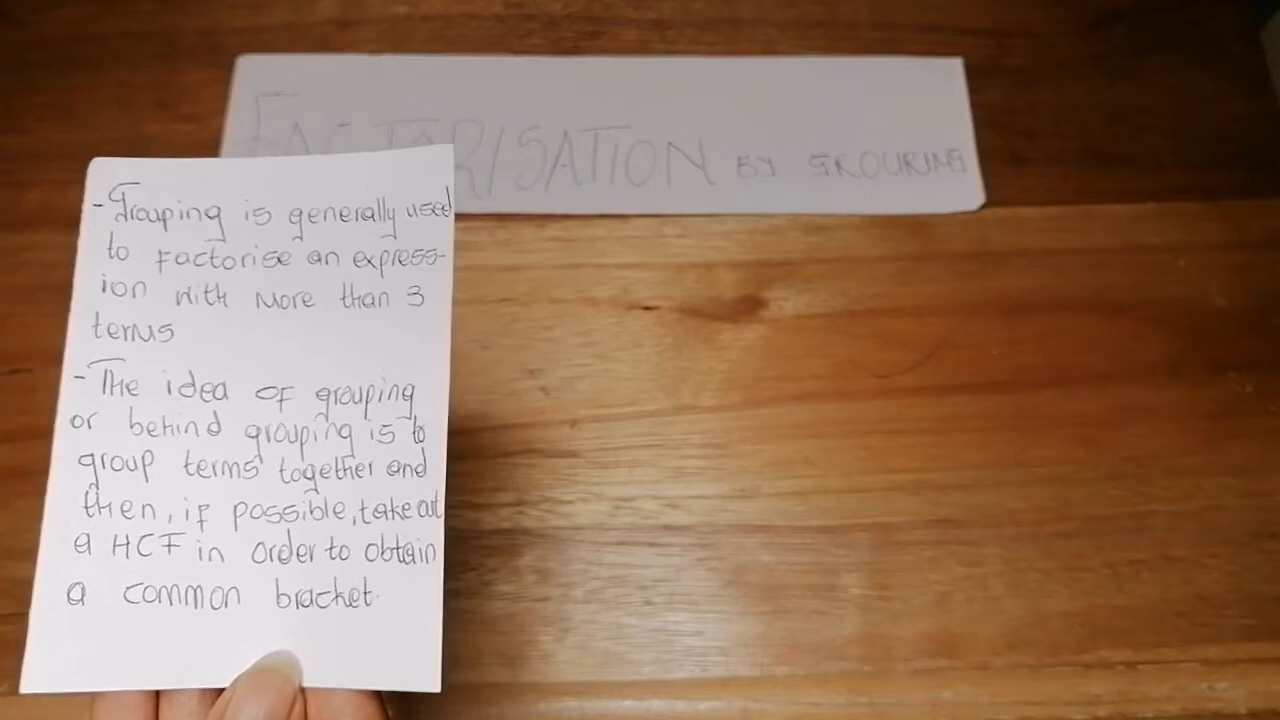 FACTORISATION BY GROUPING
- Grouping is generally used
to factorise an express-
ion with more than 3
terms
- The idea of grouping
or behind grouping is to
group terms together and
then, if possible, take out
a HCF in order to obtain
a common bracket.